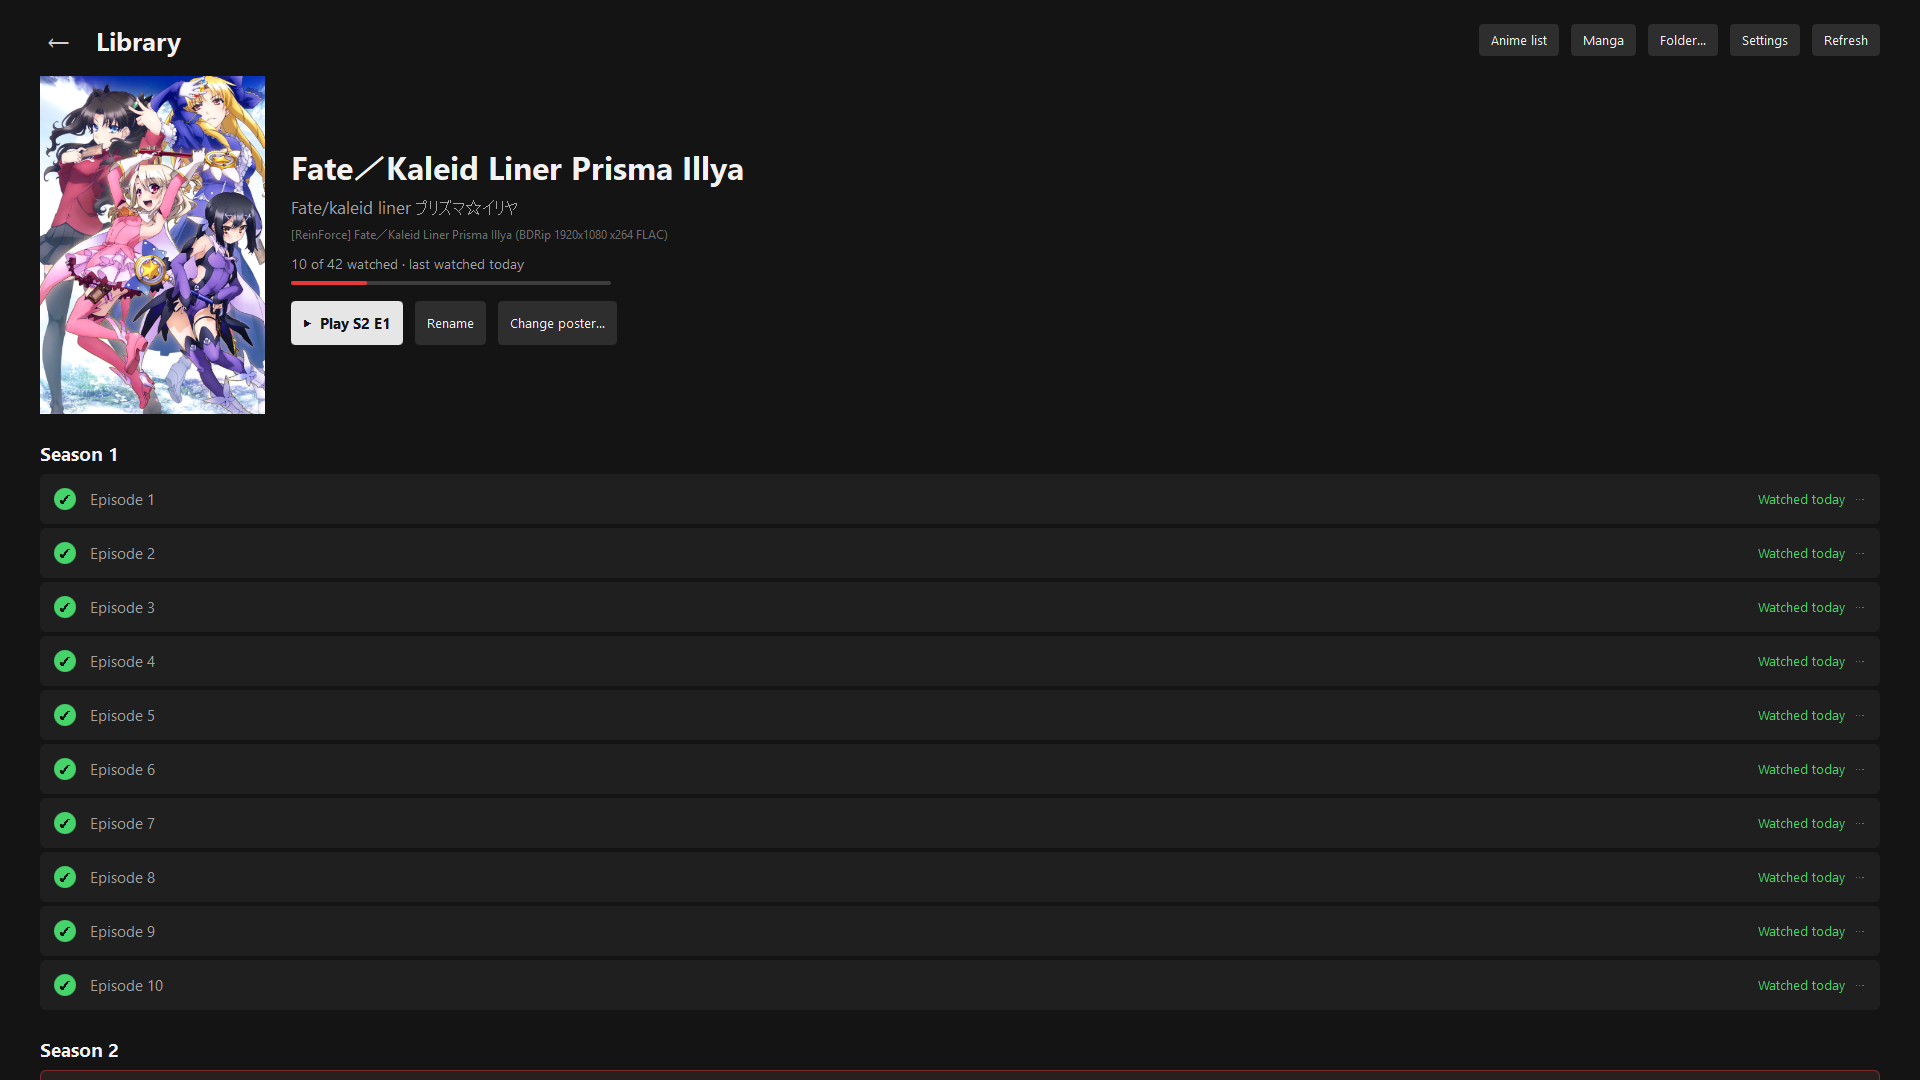 ← Library
Anime list
Manga
Folder...
Settings
Refresh
Fate／Kaleid Liner Prisma Illya
Fate/kaleid liner プリズマ☆イリヤ
[ReinForce] Fate／Kaleid Liner Prisma Illya (BDRip 1920x1080 x264 FLAC)
10 of 42 watched · last watched today
Play S2 E1
Rename
Change poster...
Season 1
Episode 1 Watched today ...
Episode 2 Watched today ...
Episode 3 Watched today ...
Episode 4 Watched today ...
Episode 5 Watched today ...
Episode 6 Watched today ...
Episode 7 Watched today ...
Episode 8 Watched today ...
Episode 9 Watched today ...
Episode 10 Watched today ...
Season 2